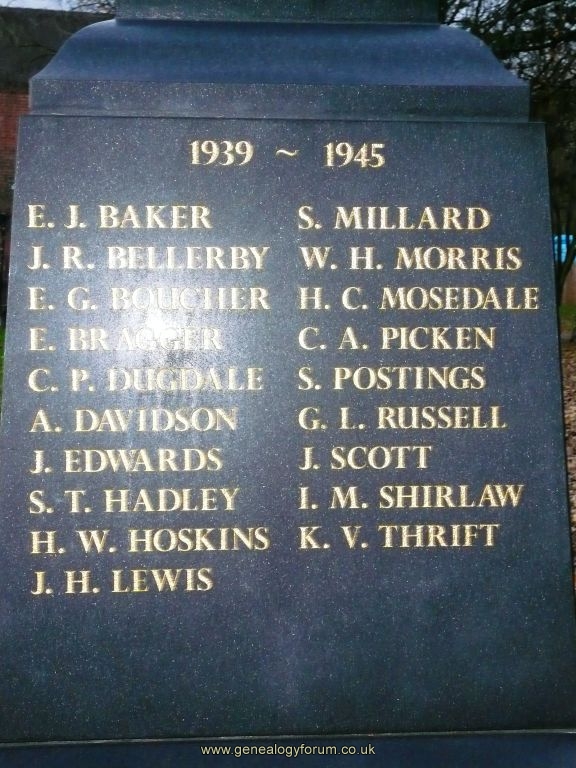 1939 ~ 1945
E. J. BAKER
J. R. BELLERBY
E. G. BOUCHER
E. BRAGGER
C. P. DUGDALE
A. DAVIDSON
J. EDWARDS
S. T. HADLEY
H. W. HOSKINS
J. H. LEWIS
S. MILLARD
W. H. MORRIS
H. C. MOSEDALE
C. A. PICKEN
S. POSTINGS
G. L. RUSSELL
J. SCOTT
I. M. SHIRLAW
K. V. THRIFT
www.genealogyforum.co.uk